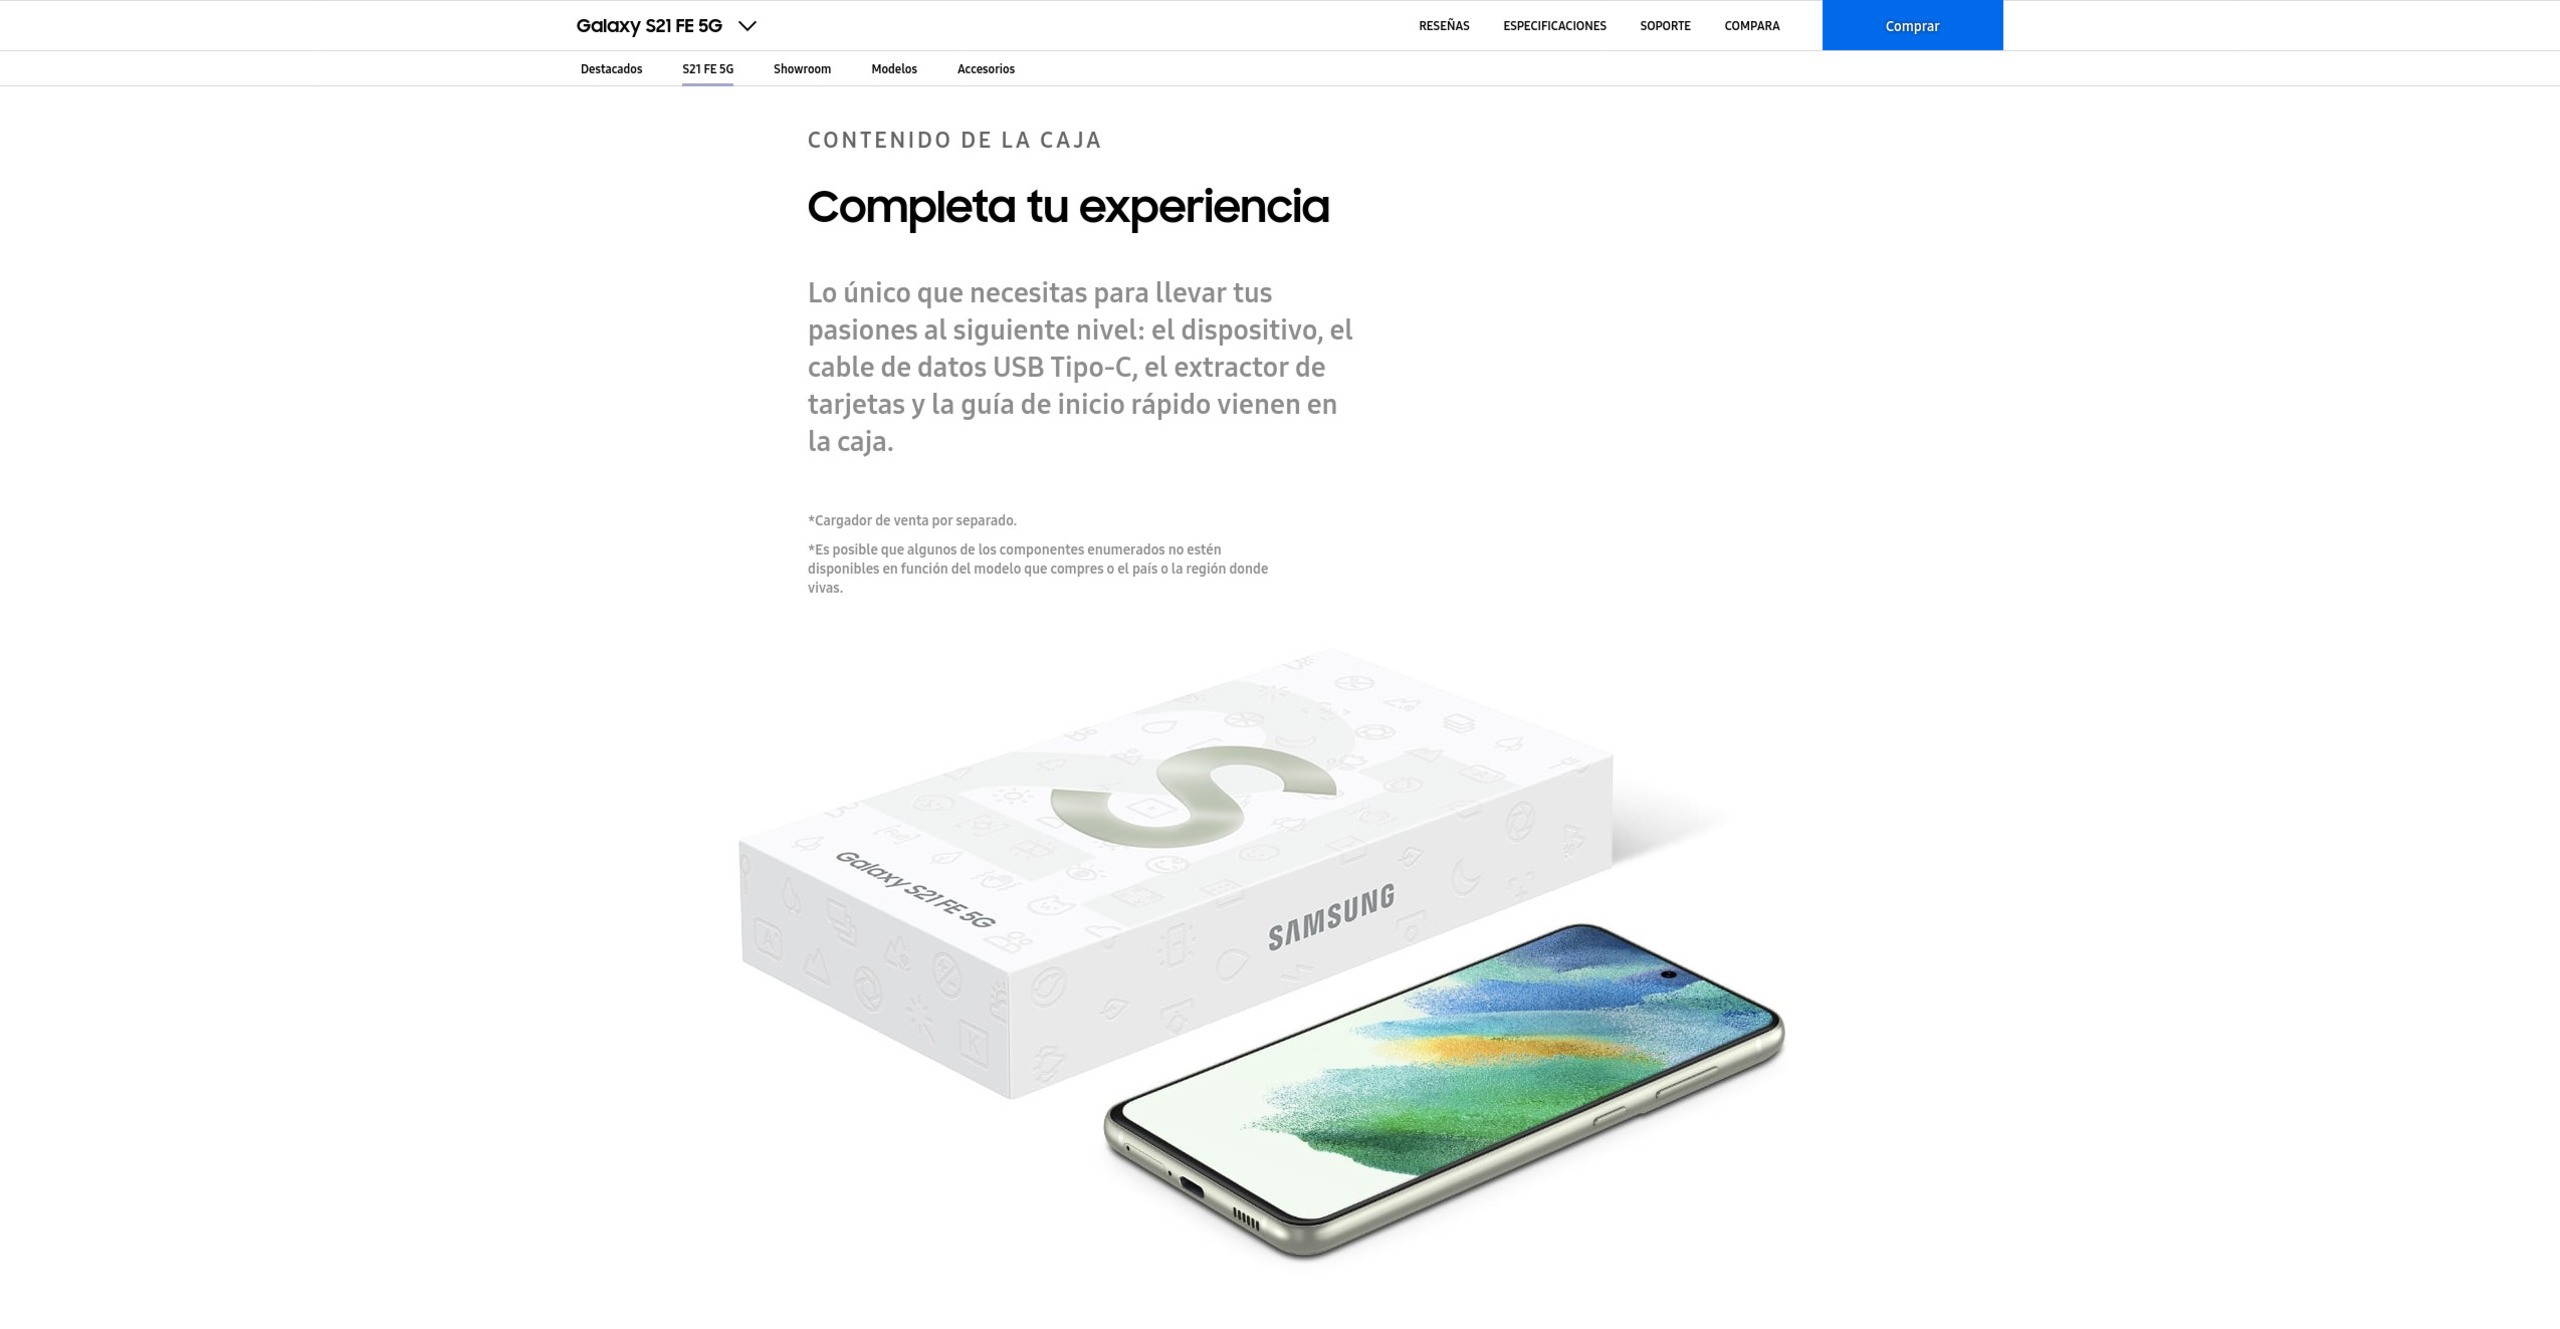 Galaxy S21 FE 5G
RESEÑAS
ESPECIFICACIONES
SOPORTE
COMPARA
Comprar
Destacados
S21 FE 5G
Showroom
Modelos
Accesorios
CONTENIDO DE LA CAJA
Completa tu experiencia
Lo único que necesitas para llevar tus
pasiones al siguiente nivel: el dispositivo, el
cable de datos USB Tipo-C, el extractor de
tarjetas y la guía de inicio rápido vienen en
la caja.
*Cargador de venta por separado.
*Es posible que algunos de los componentes enumerados no estén
disponibles en función del modelo que compres o el país o la región donde
vivas.
S
Galaxy S21 FE 5G
SAMSUNG